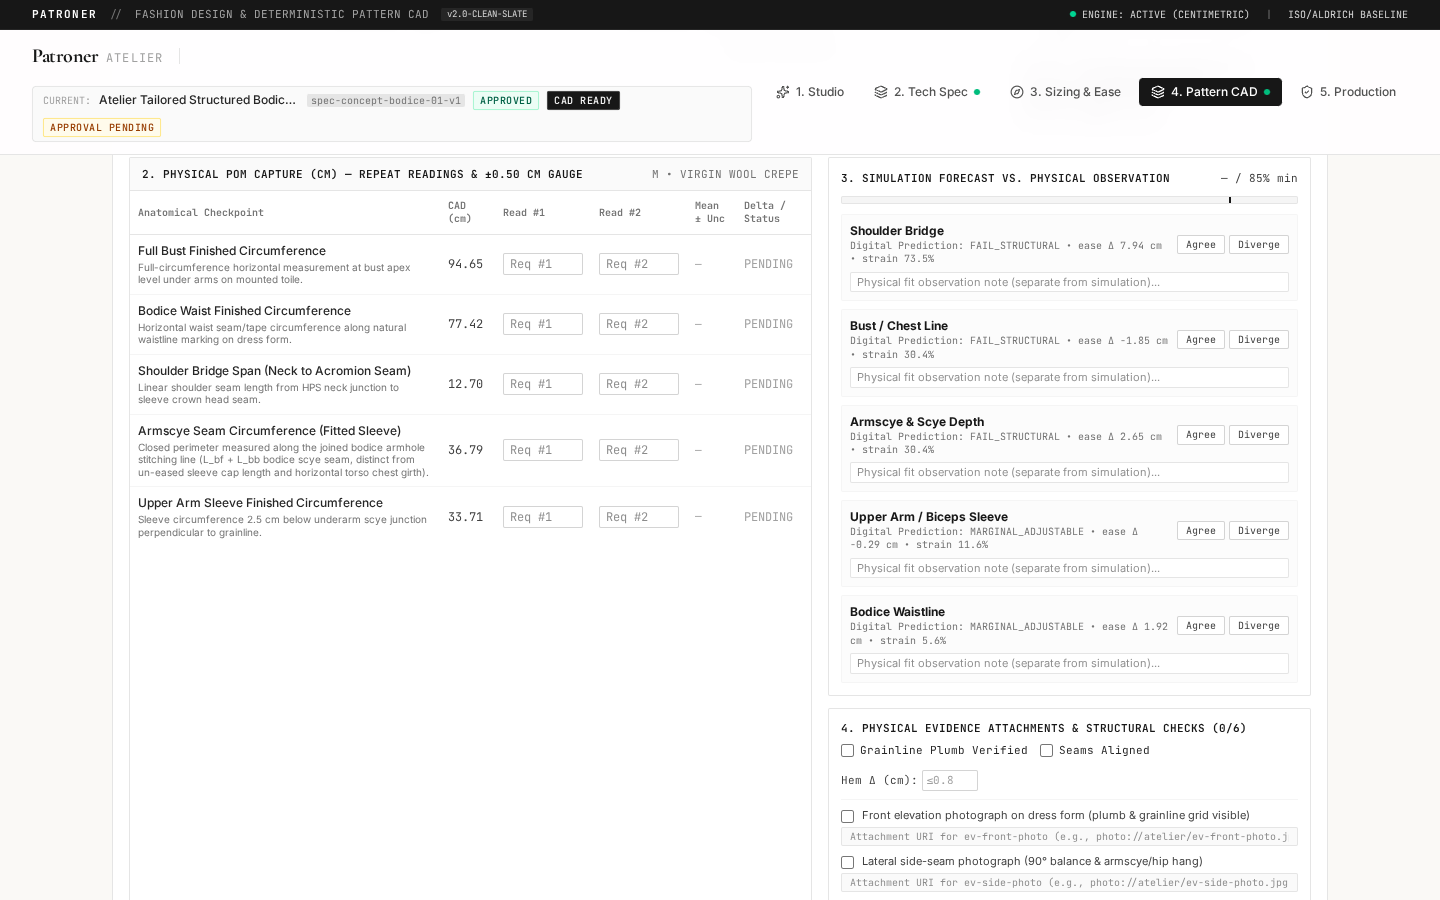 PATRONER // FASHION DESIGN & DETERMINISTIC PATTERN CAD v2.0-CLEAN-SLATE
ENGINE: ACTIVE (CENTIMETRIC) | ISO/ALDRICH BASELINE
Patroner ATELIER
CURRENT: Atelier Tailored Structured Bodic... spec-concept-bodice-01-v1 APPROVED CAD READY
APPROVAL PENDING
1. Studio
2. Tech Spec
3. Sizing & Ease
4. Pattern CAD
5. Production
2. PHYSICAL POM CAPTURE (CM) — REPEAT READINGS & ±0.50 CM GAUGE
M • VIRGIN WOOL CREPE
Anatomical Checkpoint
CAD
(cm)
Read #1
Read #2
Mean
± Unc
Delta /
Status
Full Bust Finished Circumference
Full-circumference horizontal measurement at bust apex
level under arms on mounted toile.
94.65
Req #1
Req #2
—
PENDING
Bodice Waist Finished Circumference
Horizontal waist seam/tape circumference along natural
waistline marking on dress form.
77.42
Req #1
Req #2
—
PENDING
Shoulder Bridge Span (Neck to Acromion Seam)
Linear shoulder seam length from HPS neck junction to
sleeve crown head seam.
12.70
Req #1
Req #2
—
PENDING
Armscye Seam Circumference (Fitted Sleeve)
Closed perimeter measured along the joined bodice armhole
stitching line (L_bf + L_bb bodice scye seam, distinct from
un-eased sleeve cap length and horizontal torso chest girth).
36.79
Req #1
Req #2
—
PENDING
Upper Arm Sleeve Finished Circumference
Sleeve circumference 2.5 cm below underarm scye junction
perpendicular to grainline.
33.71
Req #1
Req #2
—
PENDING
3. SIMULATION FORECAST VS. PHYSICAL OBSERVATION
— / 85% min
Shoulder Bridge
Digital Prediction: FAIL_STRUCTURAL • ease Δ 7.94 cm
• strain 73.5%
Agree
Diverge
Physical fit observation note (separate from simulation)...
Bust / Chest Line
Digital Prediction: FAIL_STRUCTURAL • ease Δ -1.85 cm
• strain 30.4%
Agree
Diverge
Physical fit observation note (separate from simulation)...
Armscye & Scye Depth
Digital Prediction: FAIL_STRUCTURAL • ease Δ 2.65 cm
• strain 30.4%
Agree
Diverge
Physical fit observation note (separate from simulation)...
Upper Arm / Biceps Sleeve
Digital Prediction: MARGINAL_ADJUSTABLE • ease Δ
-0.29 cm • strain 11.6%
Agree
Diverge
Physical fit observation note (separate from simulation)...
Bodice Waistline
Digital Prediction: MARGINAL_ADJUSTABLE • ease Δ 1.92
cm • strain 5.6%
Agree
Diverge
Physical fit observation note (separate from simulation)...
4. PHYSICAL EVIDENCE ATTACHMENTS & STRUCTURAL CHECKS (0/6)
Grainline Plumb Verified
Seams Aligned
Hem Δ (cm): ≤0.8
Front elevation photograph on dress form (plumb & grainline grid visible)
Attachment URI for ev-front-photo (e.g., photo://atelier/ev-front-photo.j
Lateral side-seam photograph (90° balance & armscye/hip hang)
Attachment URI for ev-side-photo (e.g., photo://atelier/ev-side-photo.jpg